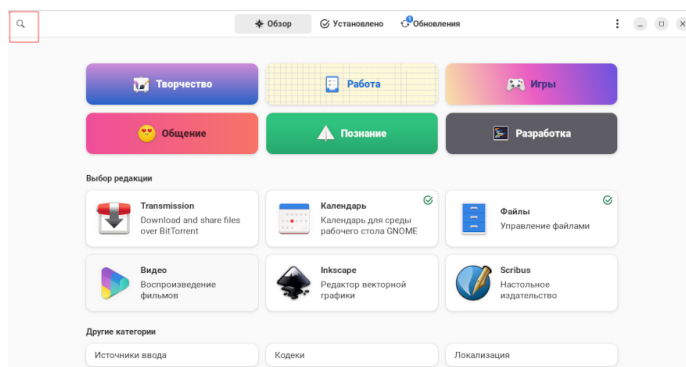 Обзор Установлено 1 Обновления
Творчество Работа Игры
Общение Познание Разработка
Выбор редакции
Transmission
Download and share files
over BitTorrent
Календарь
Календарь для среды
рабочего стола GNOME
Файлы
Управление файлами
Видео
Воспроизведение
фильмов
Inkscape
Редактор векторной
графики
Scribus
Настольное
издательство
Другие категории
Источники ввода Кодеки Локализация